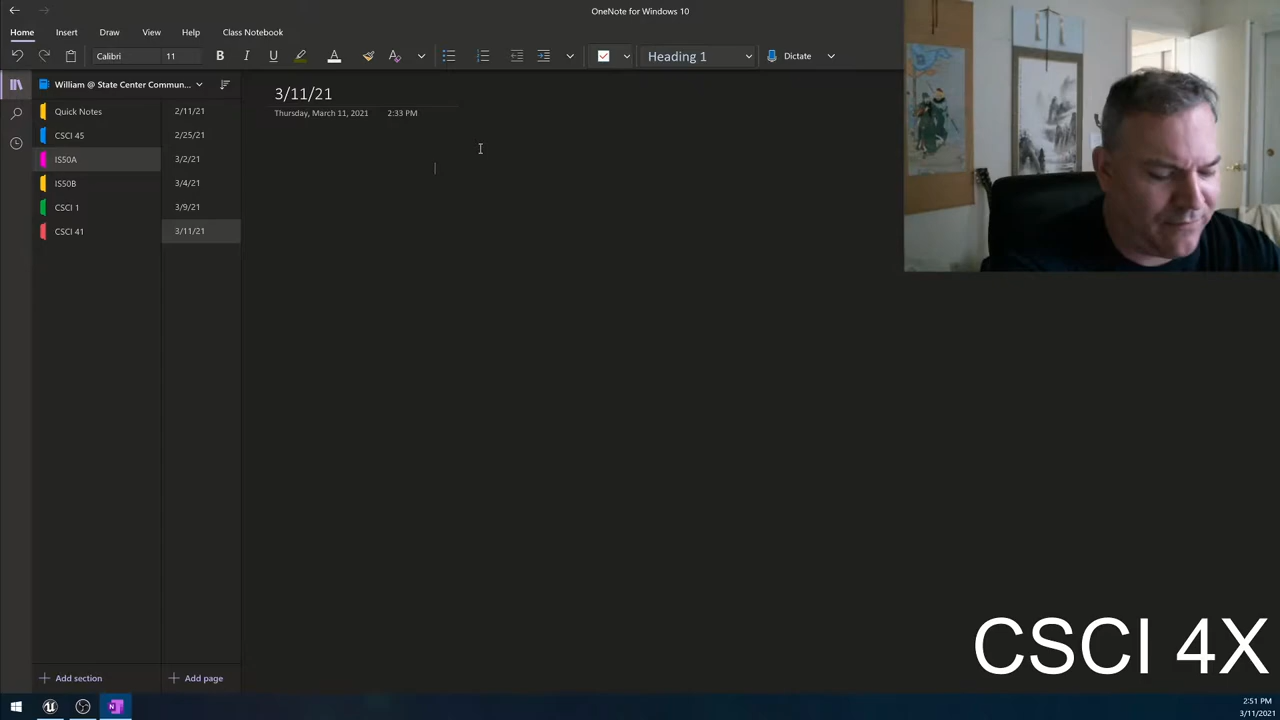 OneNote for Windows 10
Home Insert Draw View Help Class Notebook
Calibri 11 B I U A A Heading 1 Dictate
William @ State Center Commun...
Quick Notes
CSCI 45
IS50A
IS50B
CSCI 1
CSCI 41
2/11/21
2/25/21
3/2/21
3/4/21
3/9/21
3/11/21
3/11/21
Thursday, March 11, 2021 2:33 PM
CSCI 4X
Add section
Add page
2:51 PM
3/11/2021